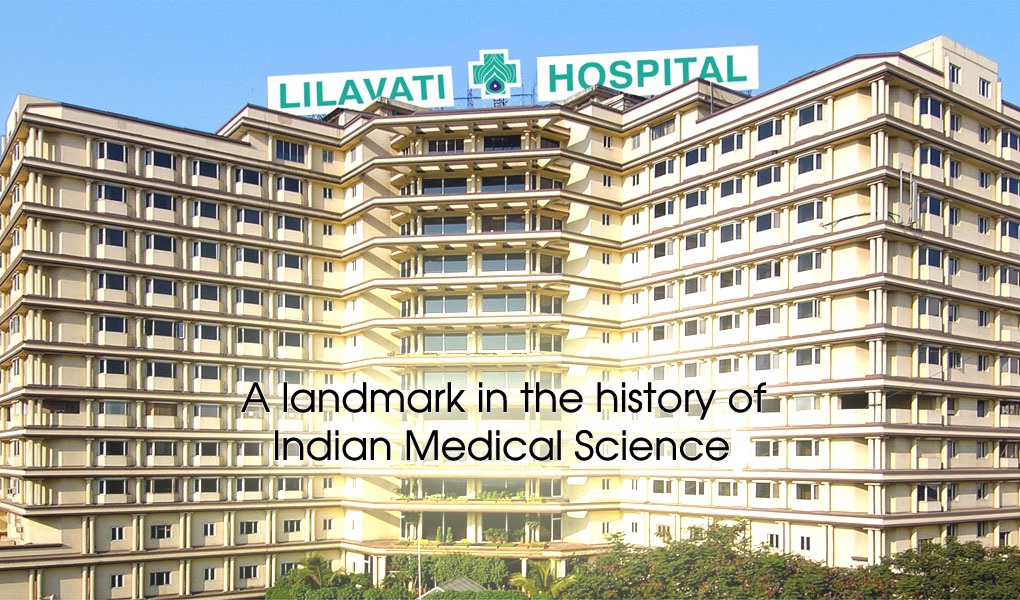 LILAVATI HOSPITAL
A landmark in the history of
Indian Medical Science